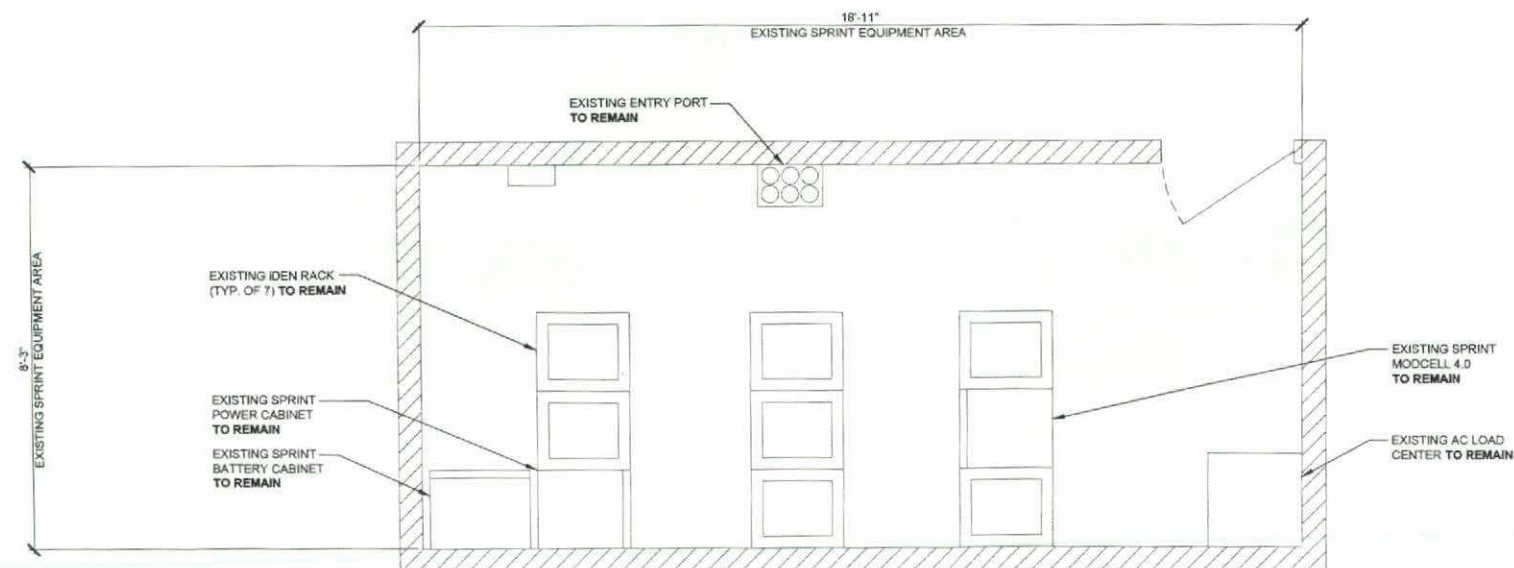 18'-11"
EXISTING SPRINT EQUIPMENT AREA
EXISTING ENTRY PORT
TO REMAIN
8'-3"
EXISTING SPRINT EQUIPMENT AREA
EXISTING IDEN RACK
(TYP. OF 7) TO REMAIN
EXISTING SPRINT
POWER CABINET
TO REMAIN
EXISTING SPRINT
BATTERY CABINET
TO REMAIN
EXISTING SPRINT
MODCELL 4.0
TO REMAIN
EXISTING AC LOAD
CENTER TO REMAIN